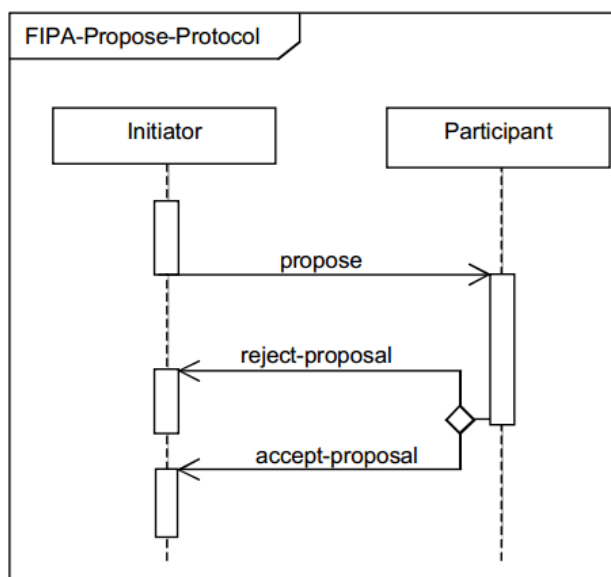 FIPA-Propose-Protocol
Initiator
Participant
propose
reject-proposal
accept-proposal